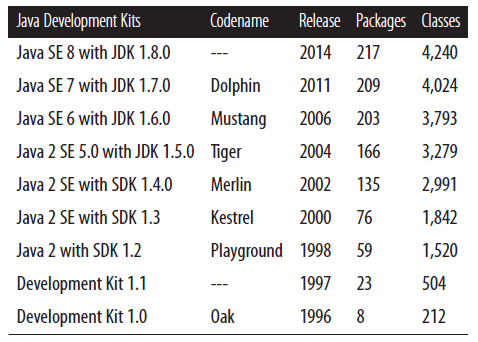 Java Development Kits Codename Release Packages Classes
Java SE 8 with JDK 1.8.0 --- 2014 217 4,240
Java SE 7 with JDK 1.7.0 Dolphin 2011 209 4,024
Java SE 6 with JDK 1.6.0 Mustang 2006 203 3,793
Java 2 SE 5.0 with JDK 1.5.0 Tiger 2004 166 3,279
Java 2 SE with SDK 1.4.0 Merlin 2002 135 2,991
Java 2 SE with SDK 1.3 Kestrel 2000 76 1,842
Java 2 with SDK 1.2 Playground 1998 59 1,520
Development Kit 1.1 --- 1997 23 504
Development Kit 1.0 Oak 1996 8 212